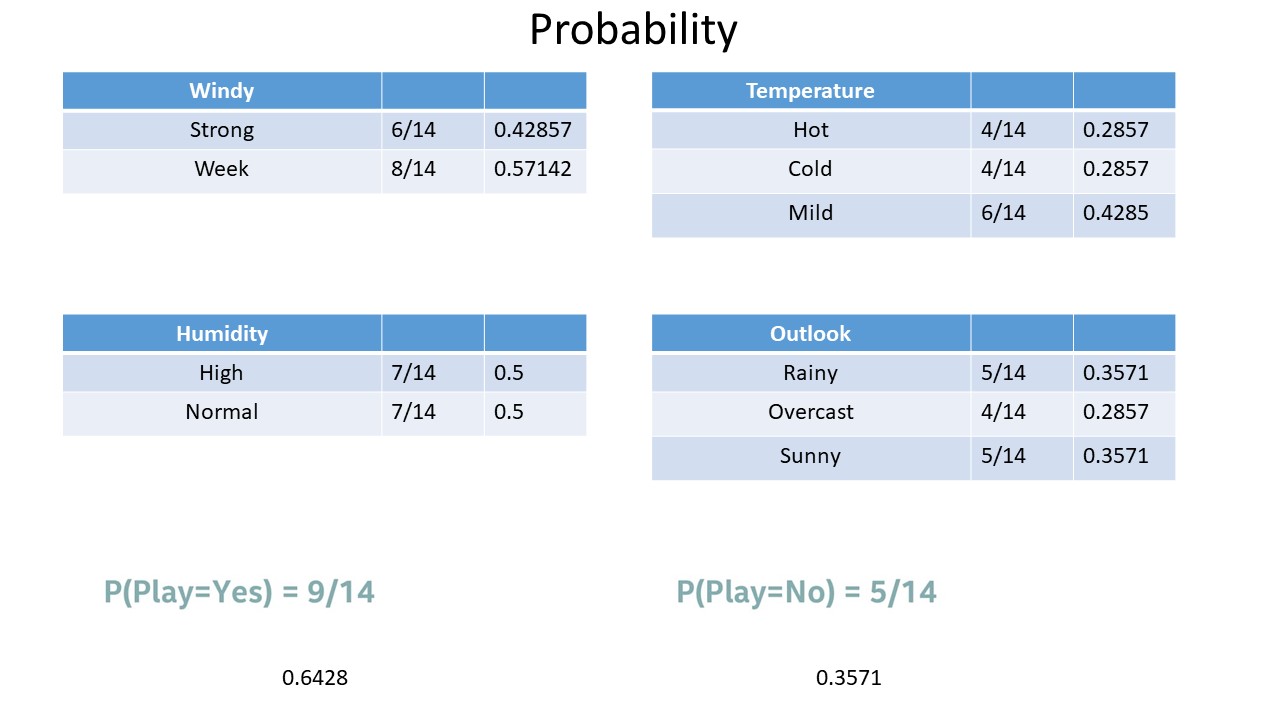 Probability
Windy
Strong 6/14 0.42857
Week 8/14 0.57142
Temperature
Hot 4/14 0.2857
Cold 4/14 0.2857
Mild 6/14 0.4285
Humidity
High 7/14 0.5
Normal 7/14 0.5
Outlook
Rainy 5/14 0.3571
Overcast 4/14 0.2857
Sunny 5/14 0.3571
P(Play=Yes) = 9/14
P(Play=No) = 5/14
0.6428
0.3571